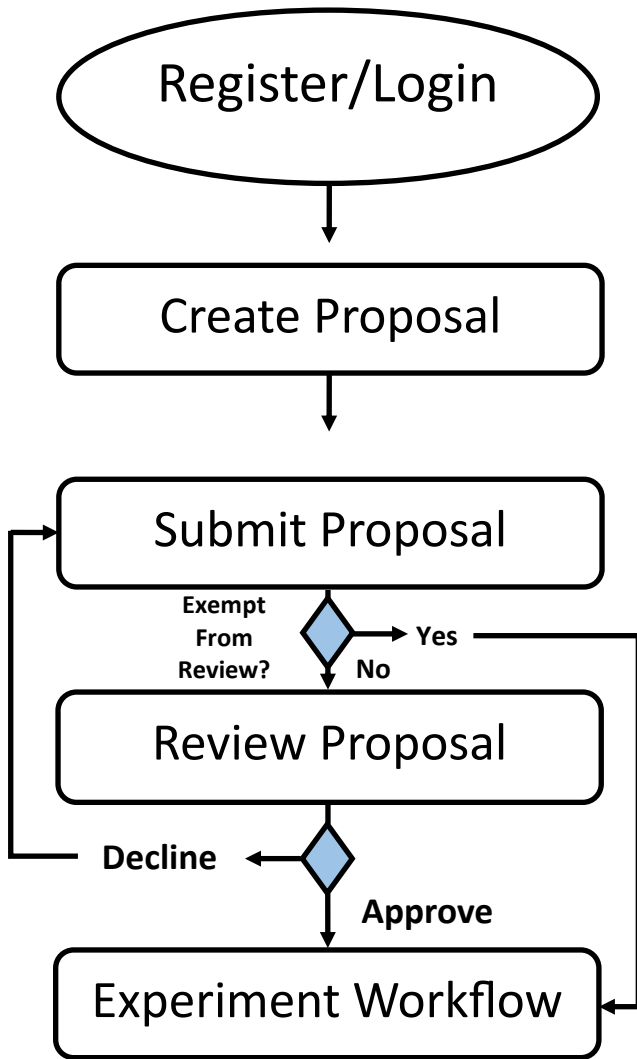 Register/Login
Create Proposal
Submit Proposal
Exempt
From
Review?
Yes
No
Review Proposal
Decline
Approve
Experiment Workflow